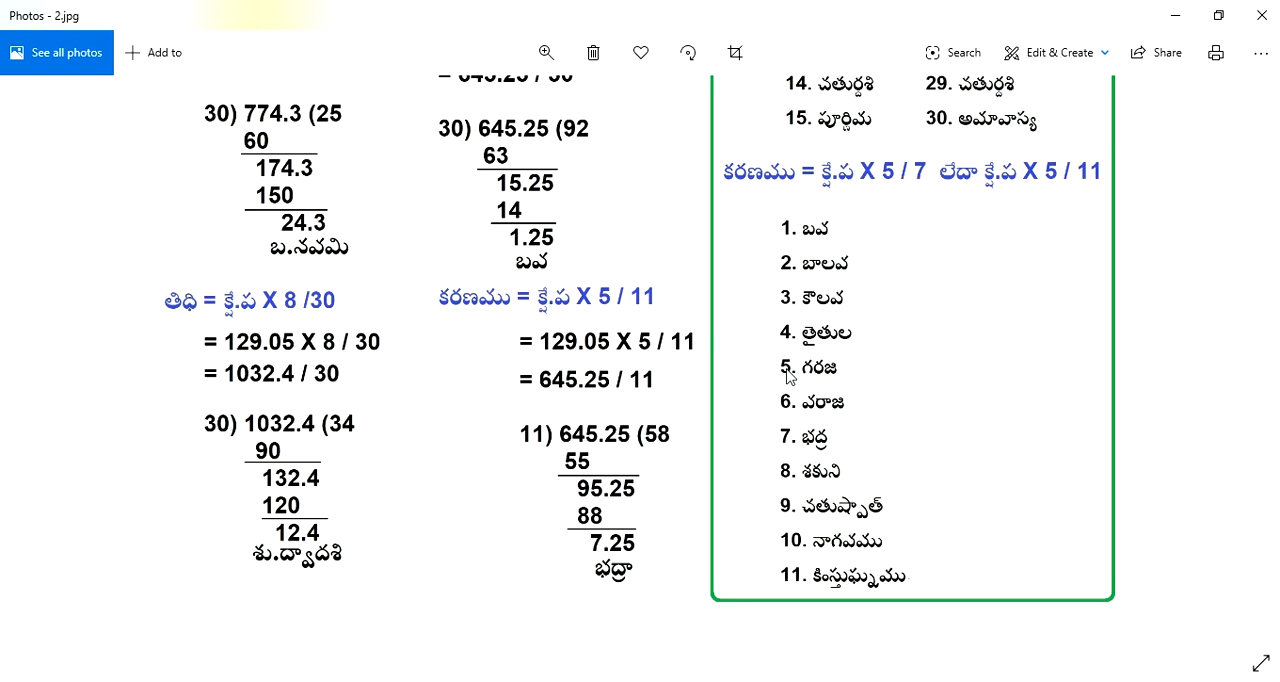 Photos - 2.jpg
See all photos
Add to
Search
Edit & Create
Share
= 645.25 / 30
30) 774.3 (25
60
174.3
150
24.3
బ.నవమి
తిధి = క్షే.ప X 8 /30
= 129.05 X 8 / 30
= 1032.4 / 30
30) 1032.4 (34
90
132.4
120
12.4
శు.ద్వాదశి
30) 645.25 (92
63
15.25
14
1.25
బవ
కరణము = క్షే.ప X 5 / 11
= 129.05 X 5 / 11
= 645.25 / 11
11) 645.25 (58
55
95.25
88
7.25
భద్రా
14. చతుర్దశి 29. చతుర్దశి
15. పూర్ణిమ 30. అమావాస్య
కరణము = క్షే.ప X 5 / 7 లేదా క్షే.ప X 5 / 11
1. బవ
2. బాలవ
3. కౌలవ
4. తైతుల
5. గరజి
6. వరాజి
7. భద్ర
8. శకుని
9. చతుష్పాత్
10. నాగవము
11. కింస్తుఘ్నము